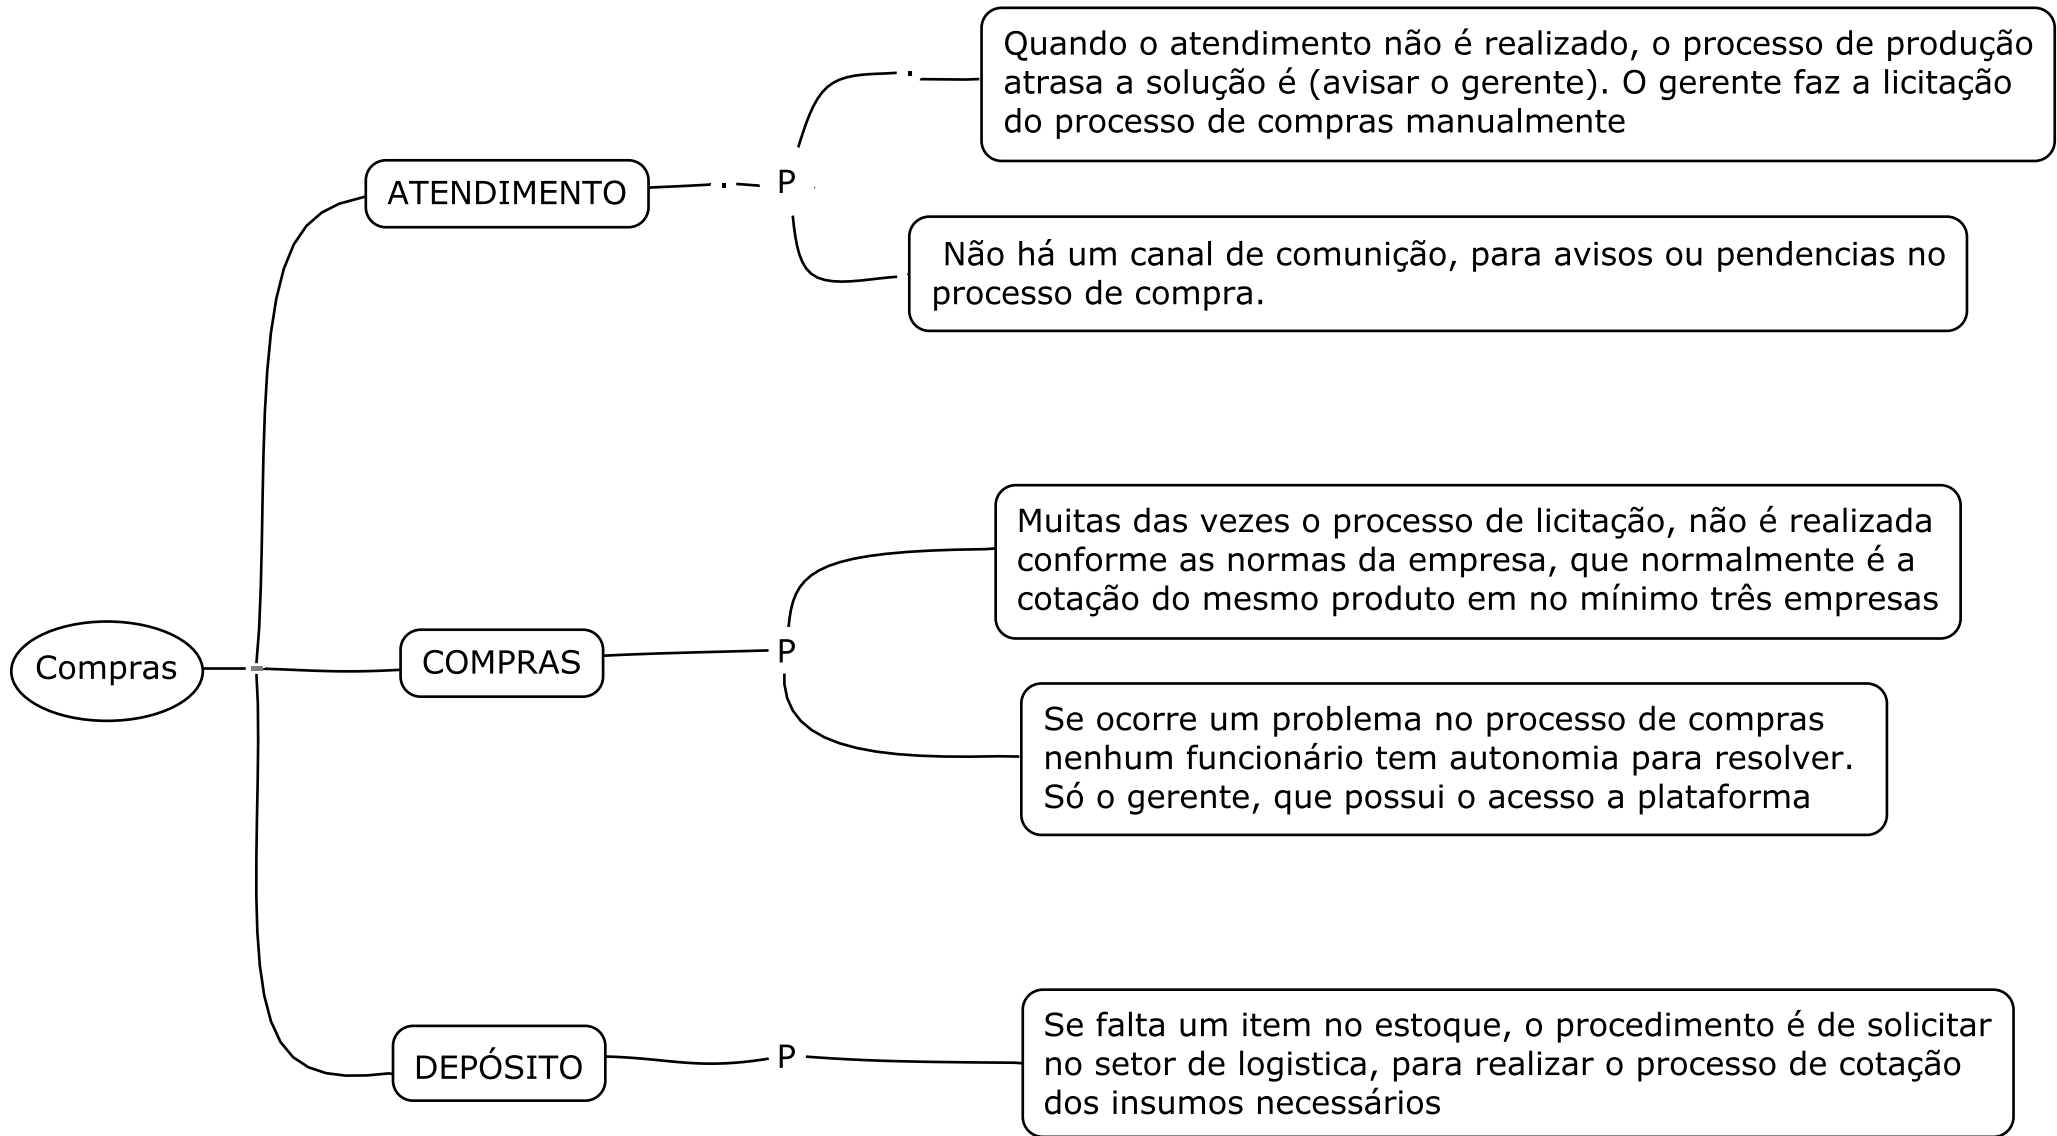 Quando o atendimento não é realizado, o processo de produção
atrasa a solução é (avisar o gerente). O gerente faz a licitação
do processo de compras manualmente
ATENDIMENTO
.
.
P
Não há um canal de comunição, para avisos ou pendencias no
processo de compra.
Muitas das vezes o processo de licitação, não é realizada
conforme as normas da empresa, que normalmente é a
cotação do mesmo produto em no mínimo três empresas
Compras
COMPRAS
P
Se ocorre um problema no processo de compras
nenhum funcionário tem autonomia para resolver.
Só o gerente, que possui o acesso a plataforma
DEPÓSITO
P
Se falta um item no estoque, o procedimento é de solicitar
no setor de logistica, para realizar o processo de cotação
dos insumos necessários